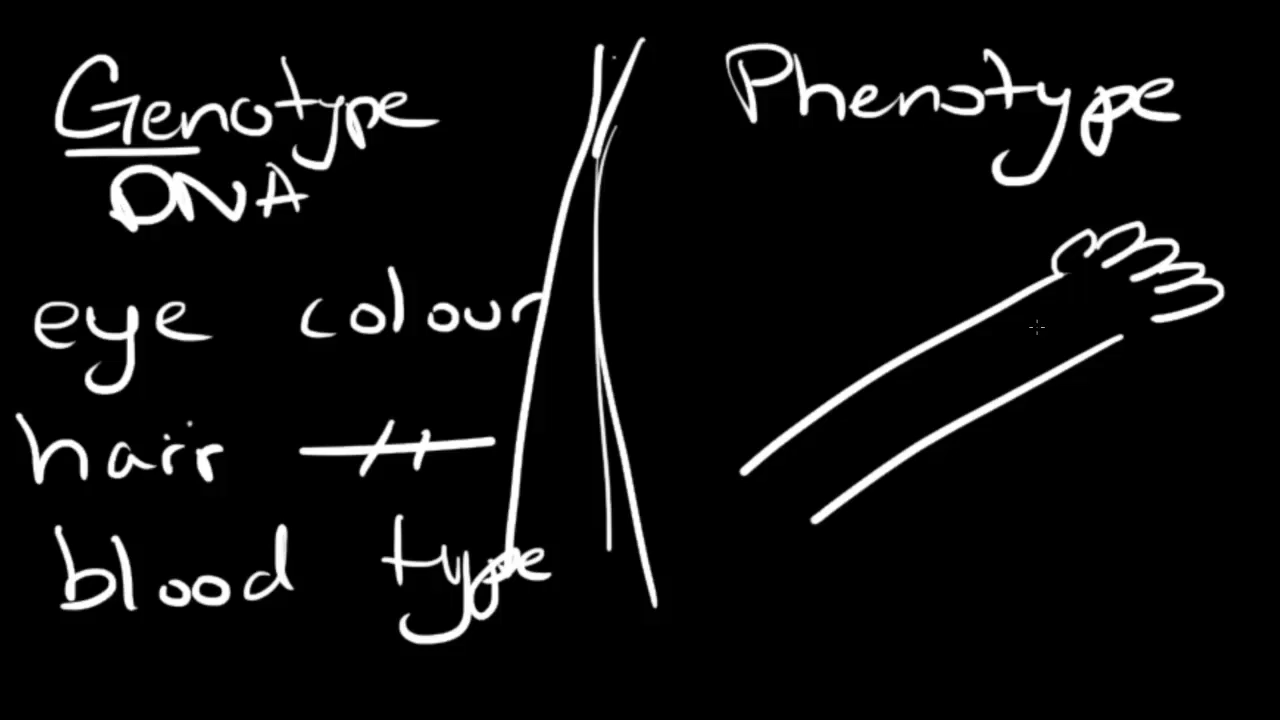 Genotype
DNA
eye colour
hair —//—
blood type
Phenotype